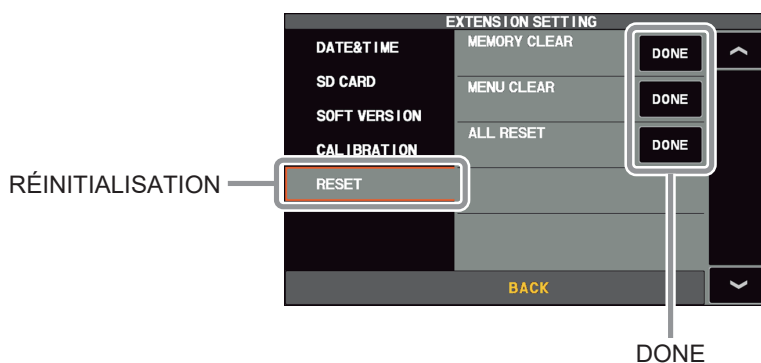 EXTENSION SETTING
DATE&TIME
MEMORY CLEAR
DONE
SD CARD
MENU CLEAR
DONE
SOFT VERSION
ALL RESET
DONE
CALIBRATION
RÉINITIALISATION
RESET
BACK
DONE